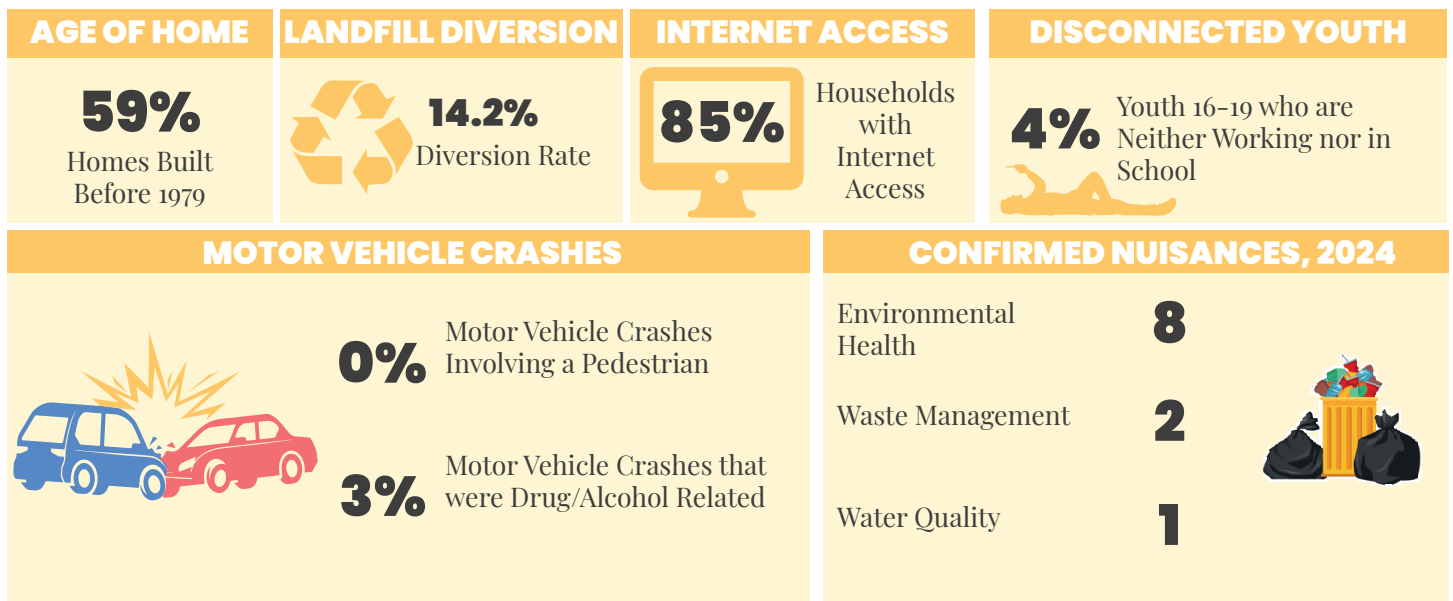 AGE OF HOME
59%
Homes Built
Before 1979
LANDFILL DIVERSION
14.2%
Diversion Rate
INTERNET ACCESS
85%
Households
with
Internet
Access
DISCONNECTED YOUTH
4%
Youth 16-19 who are
Neither Working nor in
School
MOTOR VEHICLE CRASHES
0%
Motor Vehicle Crashes
Involving a Pedestrian
3%
Motor Vehicle Crashes that
were Drug/Alcohol Related
CONFIRMED NUISANCES, 2024
Environmental
Health
8
Waste Management
2
Water Quality
1